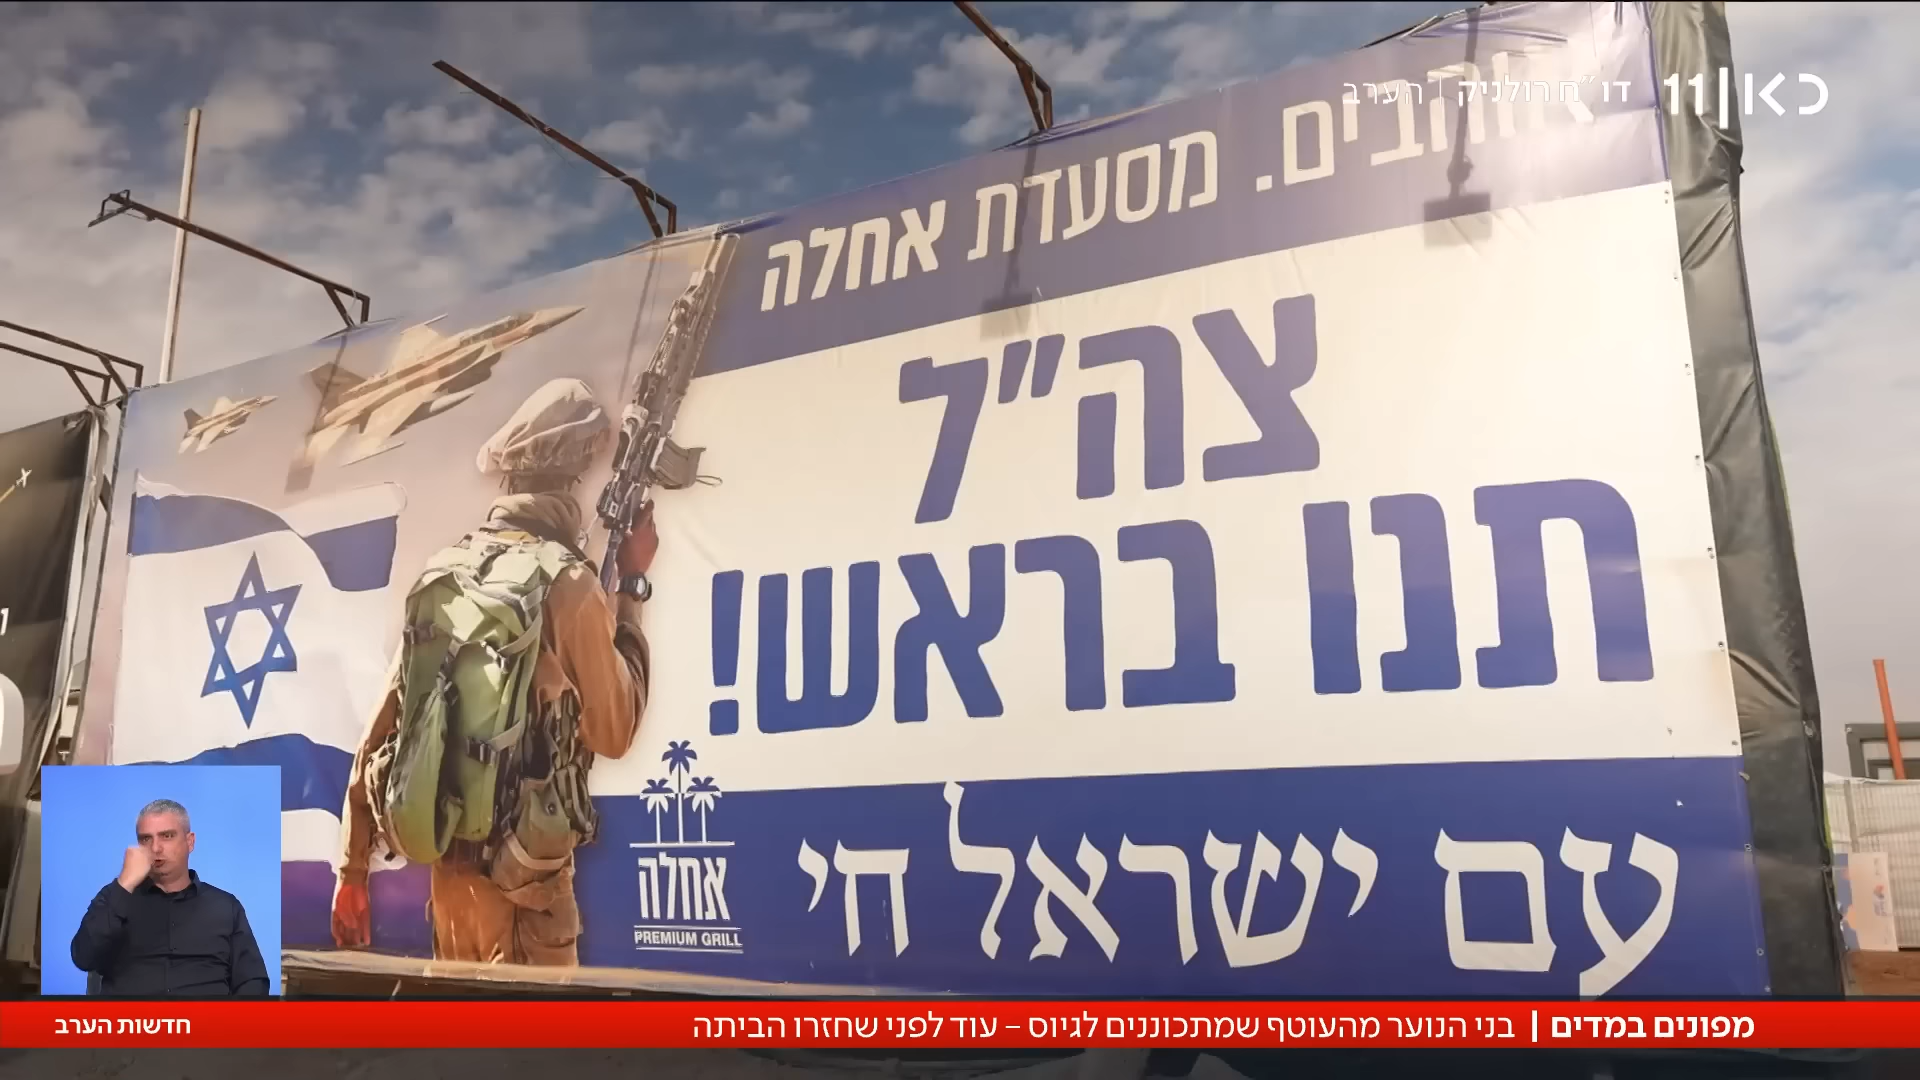 כאן 11
דו״ח רולניק | הערב
אוהבים. מסעדת אחלה
צה״ל
תנו בראש!
עם ישראל חי
אחלה
PREMIUM GRILL
מפונים במדים | בני הנוער מהעוטף שמתכוננים לגיוס – עוד לפני שחזרו הביתה
חדשות הערב